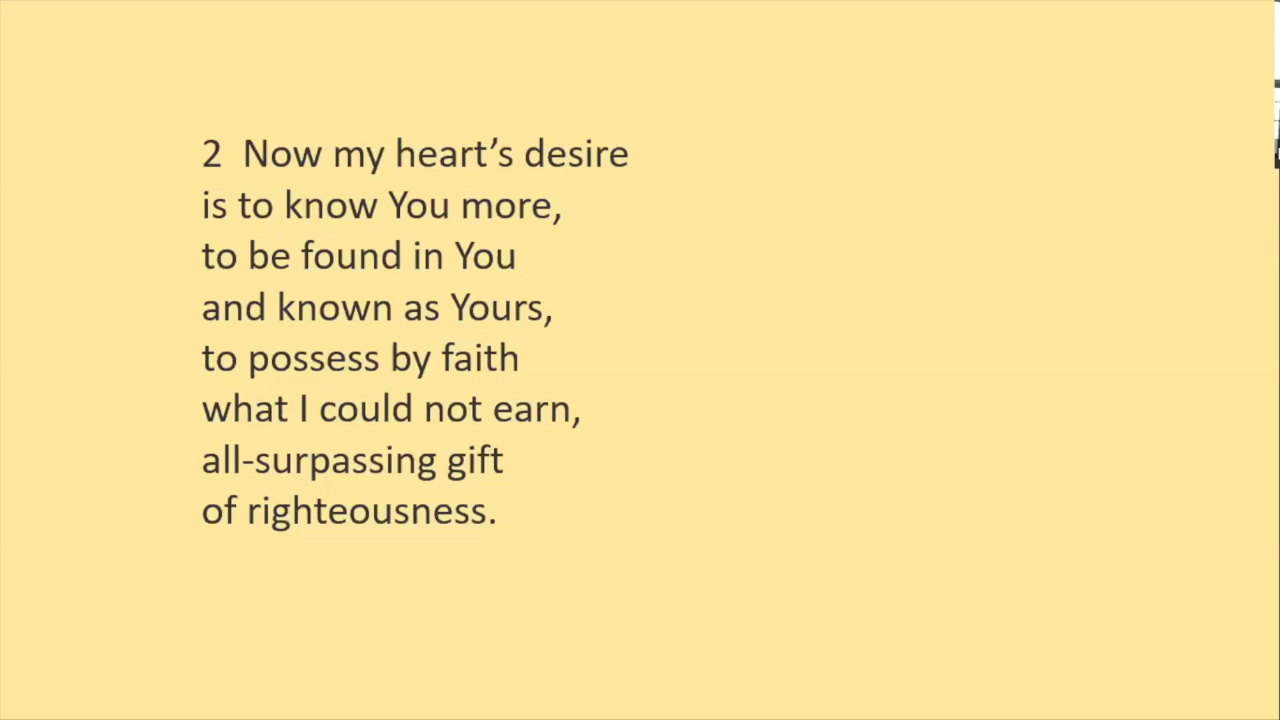 2  Now my heart’s desire
is to know You more,
to be found in You
and known as Yours,
to possess by faith
what I could not earn,
all-surpassing gift
of righteousness.